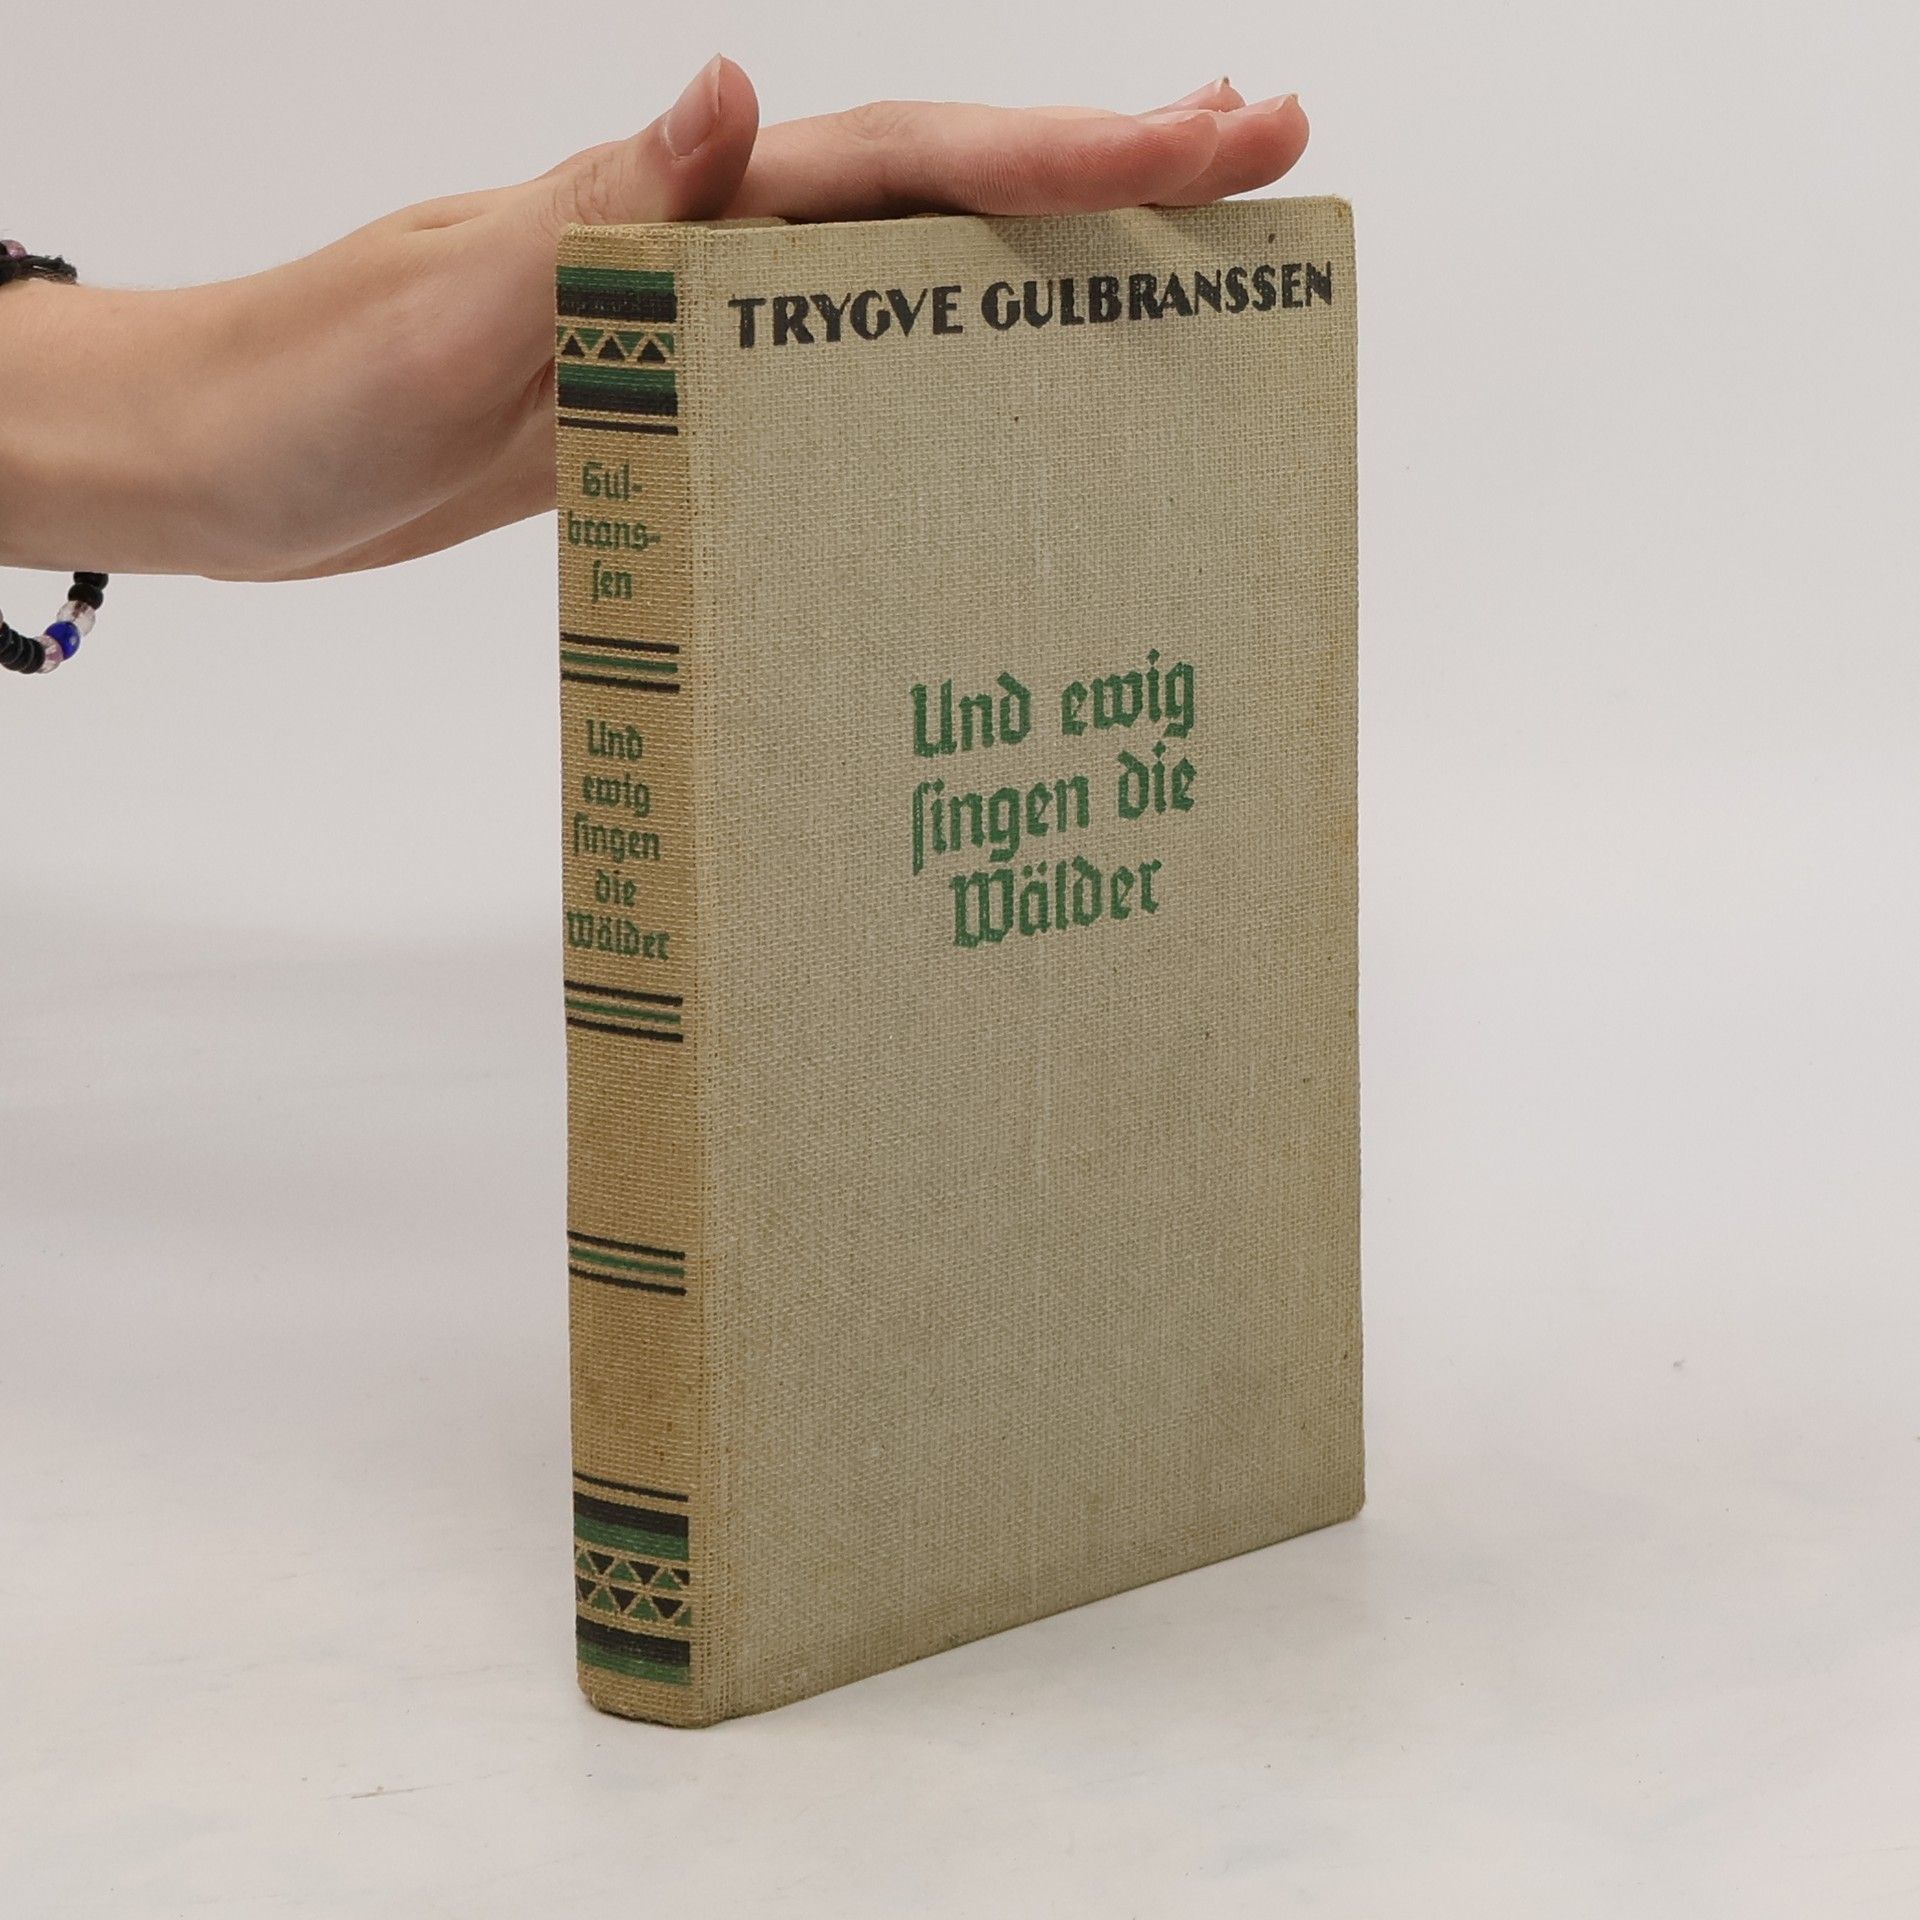 TRYGVE GULBRANSSEN
Und ewig
ſingen die
Wälder
Gul-
brans-
ſen
Und
ewig
ſingen
die
Wälder